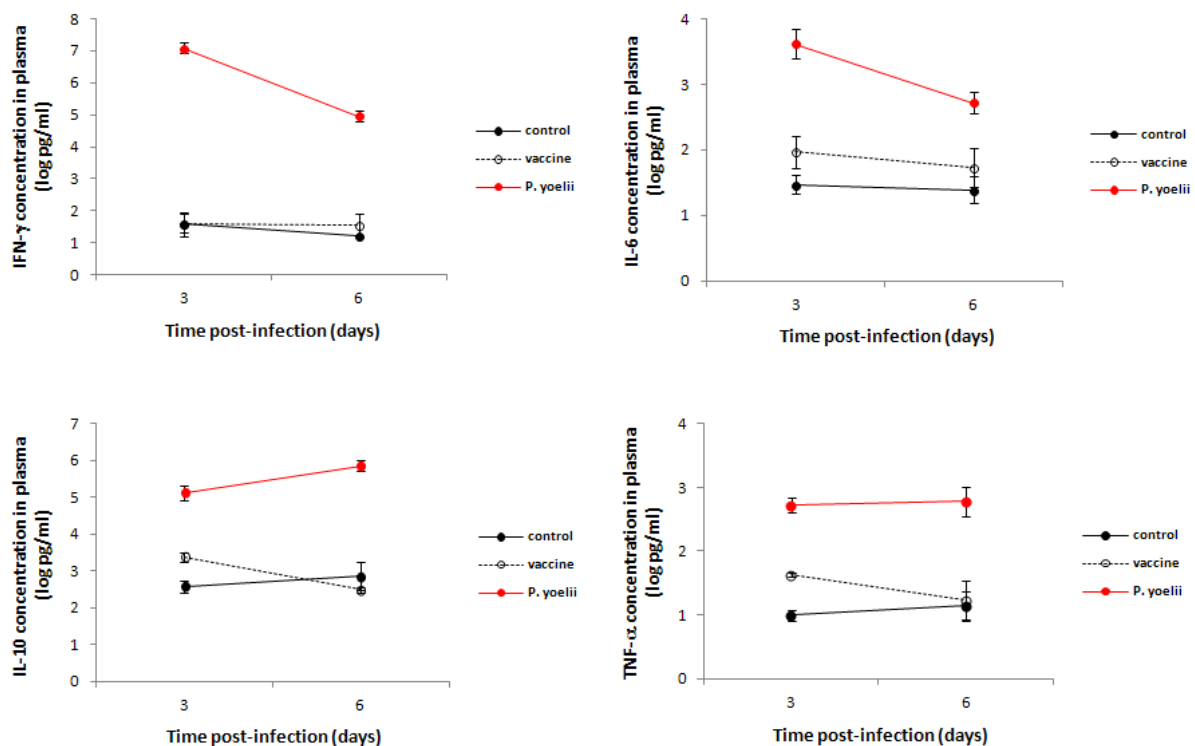 IFN-γ concentration in plasma
(log pg/ml)
8
7
6
5
4
3
2
1
0
3
6
Time post-infection (days)
control
vaccine
P. yoelii
IL-6 concentration in plasma
(log pg/ml)
4
3
2
1
0
3
6
Time post-infection (days)
control
vaccine
P. yoelii
IL-10 concentration in plasma
(log pg/ml)
7
6
5
4
3
2
1
0
3
6
Time post-infection (days)
control
vaccine
P. yoelii
TNF-α concentration in plasma
(log pg/ml)
4
3
2
1
0
3
6
Time post-infection (days)
control
vaccine
P. yoelii